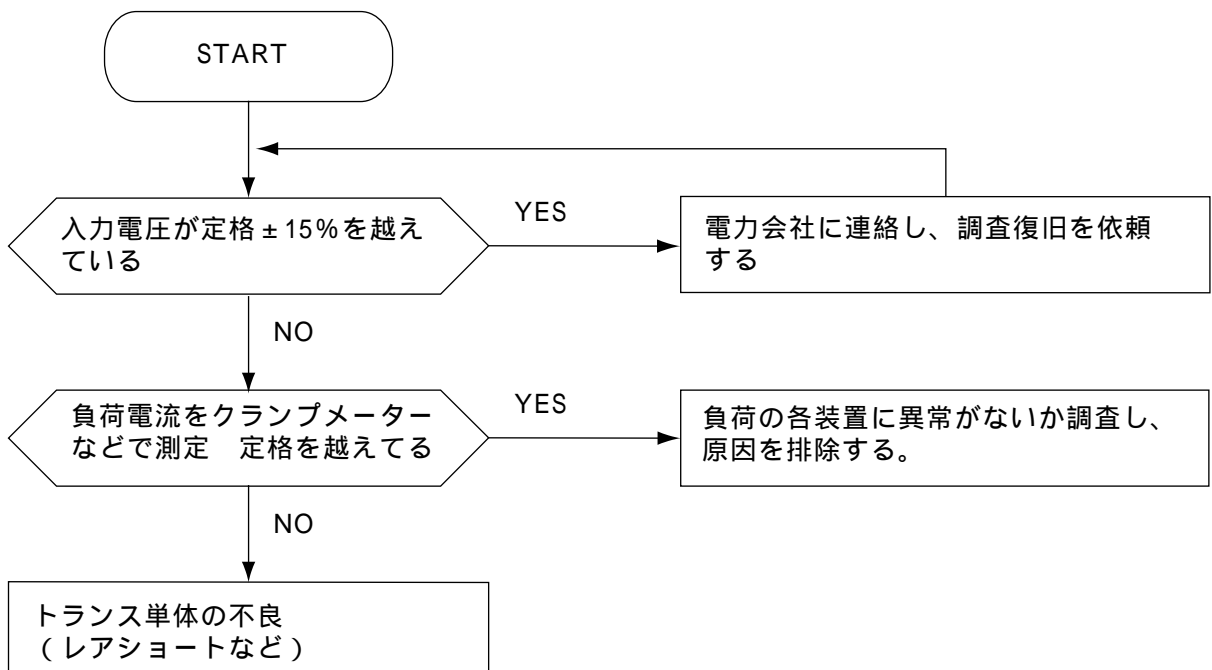 START
入力電圧が定格±15%を越え
ている
YES
電力会社に連絡し、調査復旧を依頼
する
NO
負荷電流をクランプメーター
などで測定　定格を越えてる
YES
負荷の各装置に異常がないか調査し、
原因を排除する。
NO
トランス単体の不良
（レアショートなど）